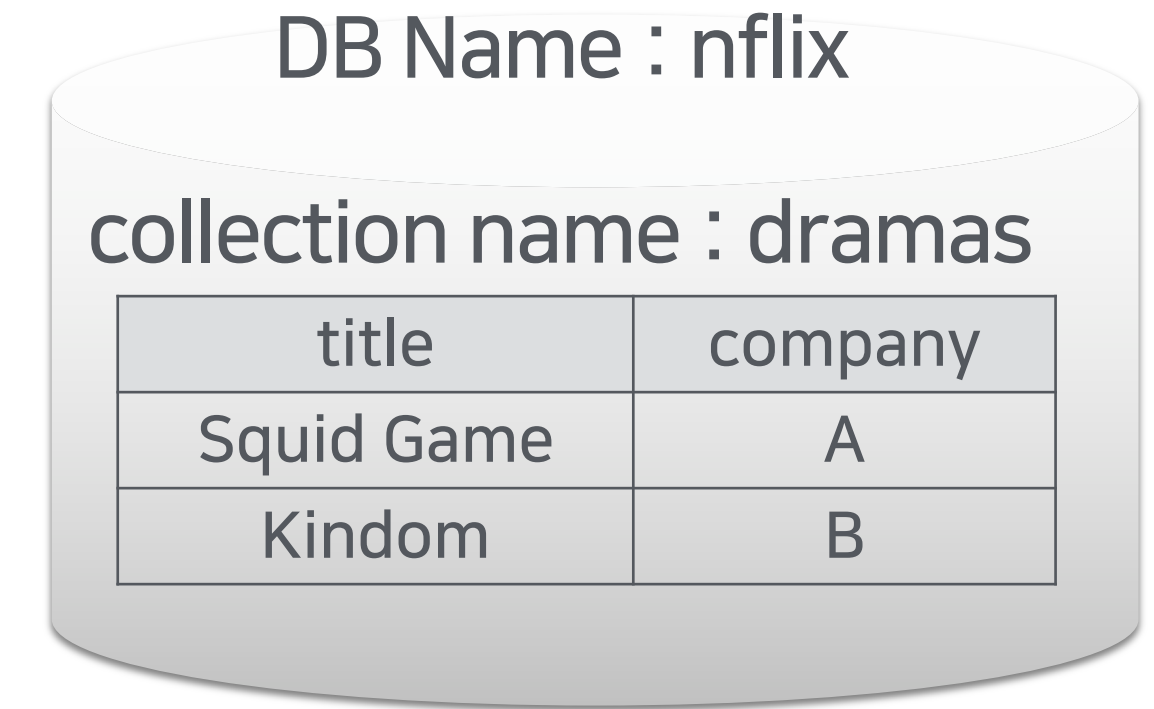 DB Name : nflix
collection name : dramas
title company
Squid Game A
Kindom B